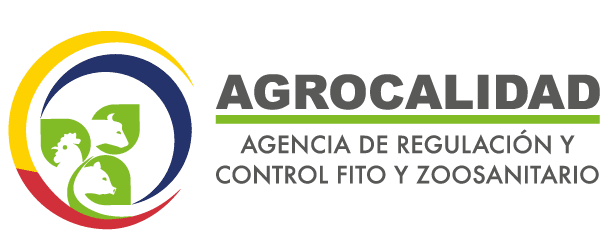 AGROCALIDAD
AGENCIA DE REGULACIÓN Y
CONTROL FITO Y ZOOSANITARIO